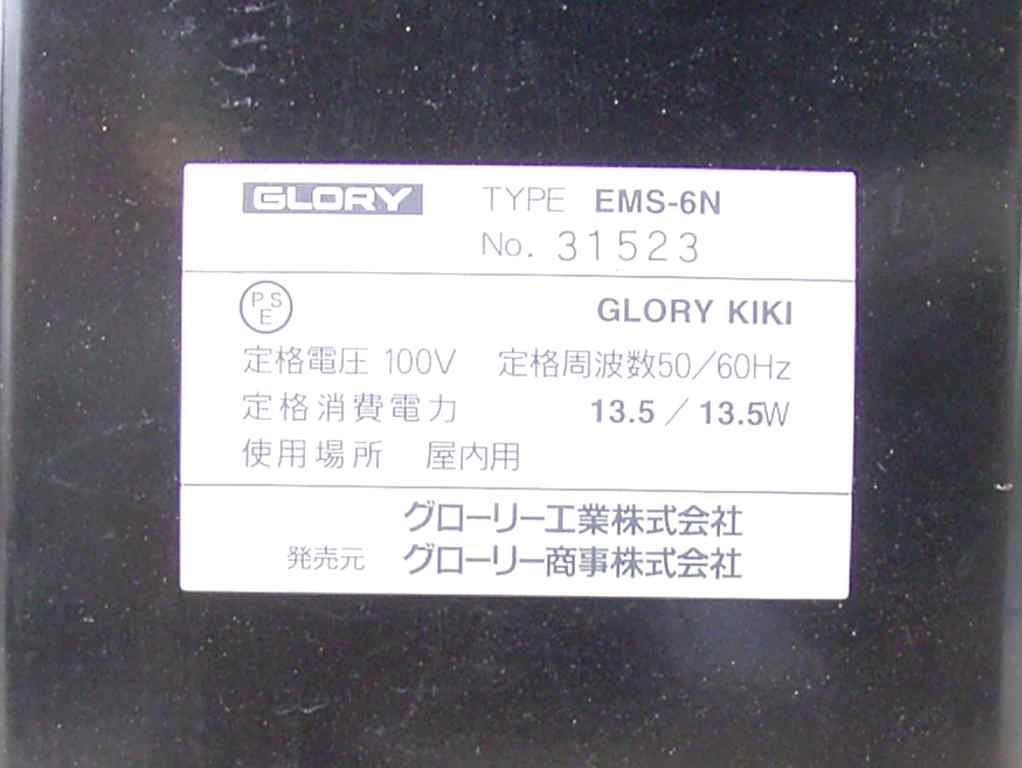 GLORY TYPE EMS-6N
No. 31523
PSE GLORY KIKI
定格電圧 100V 定格周波数50/60Hz
定格消費電力 13.5/13.5W
使用場所 屋内用
グローリー工業株式会社
発売元 グローリー商事株式会社